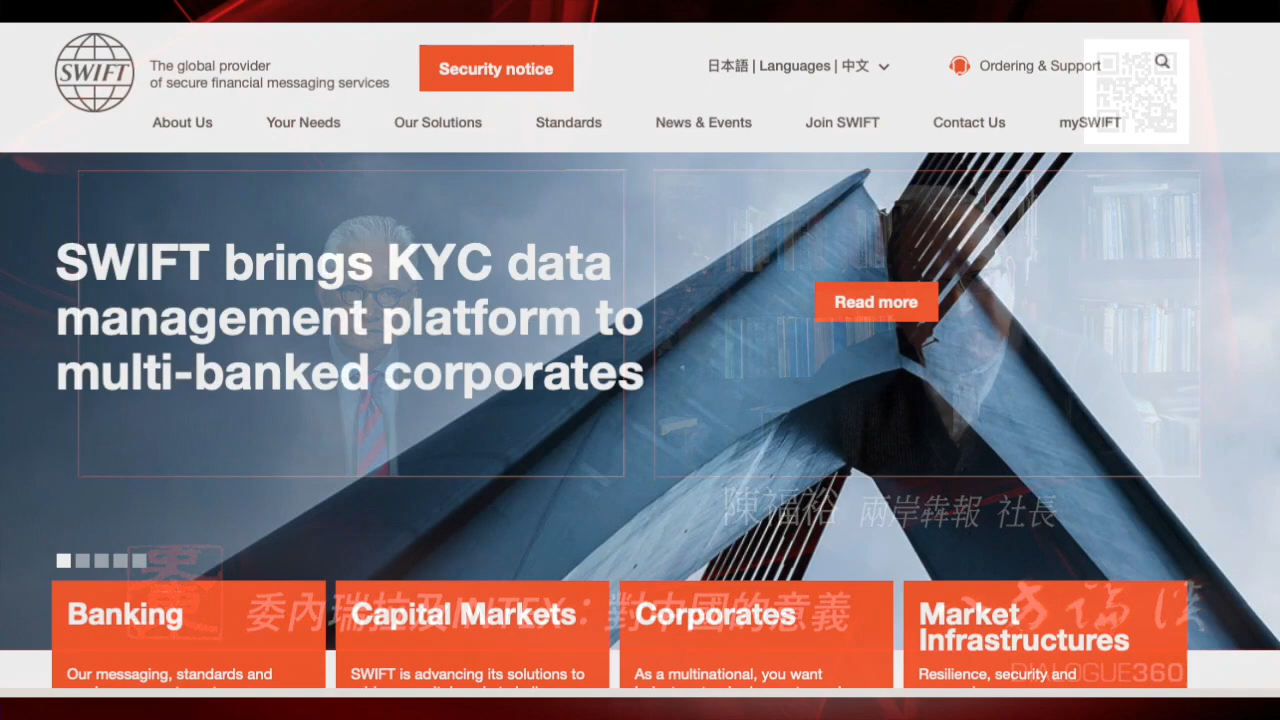 SWIFT
The global provider
of secure financial messaging services
Security notice
日本語 | Languages | 中文
Ordering & Support
About Us
Your Needs
Our Solutions
Standards
News & Events
Join SWIFT
Contact Us
mySWIFT
SWIFT brings KYC data
management platform to
multi-banked corporates
Read more
陳福裕 兩岸犇報 社長
委內瑞拉及INTEX：對中國的意義
Banking
Our messaging, standards and
Capital Markets
SWIFT is advancing its solutions to
Corporates
As a multinational, you want
Market
Infrastructures
Resilience, security and
DIALOGUE360